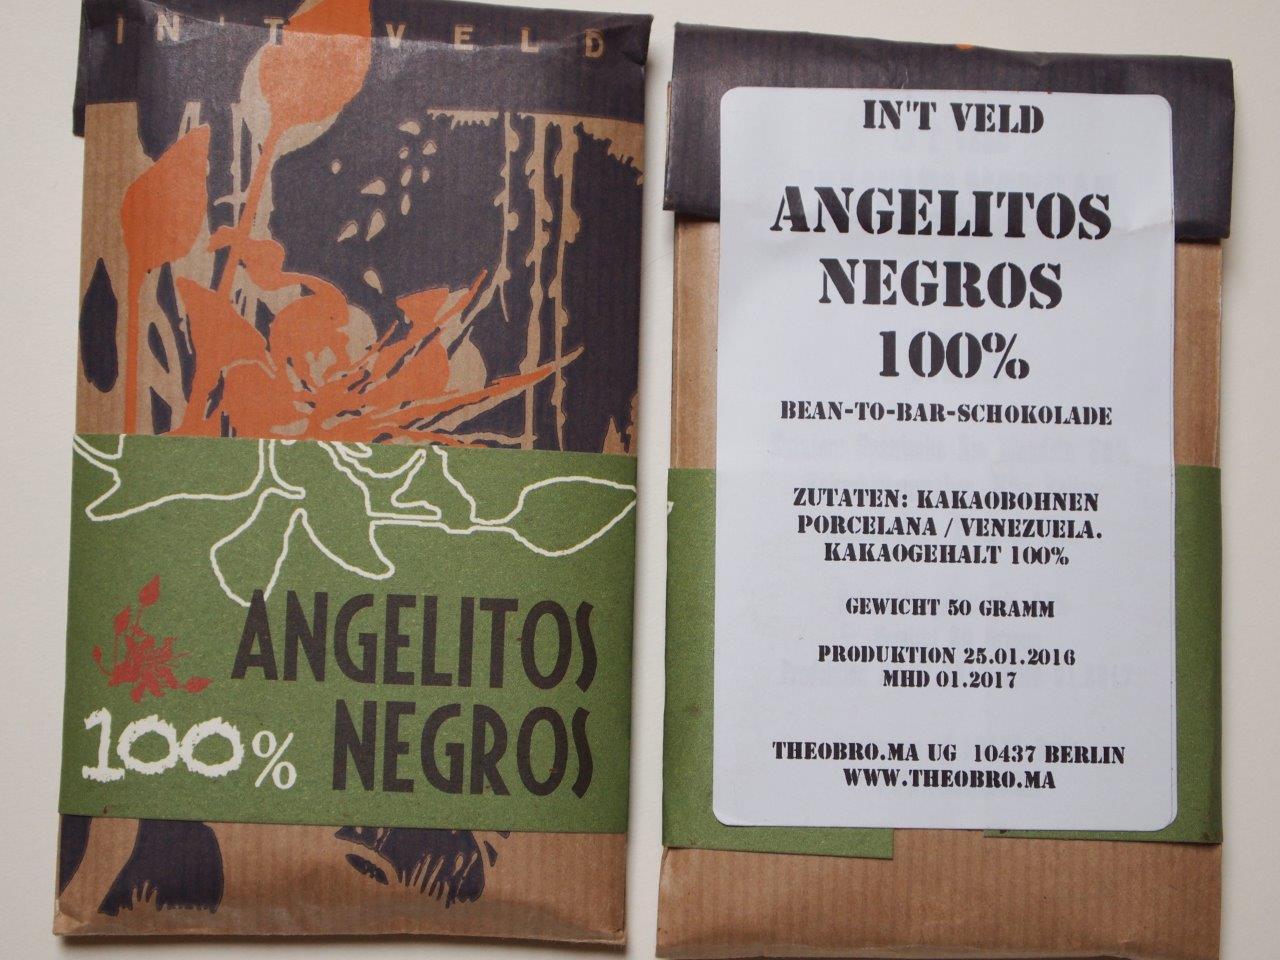 IN'T VELD
ANGELITOS
100% NEGROS
IN'T VELD
ANGELITOS
NEGROS
100%
BEAN-TO-BAR-SCHOKOLADE
ZUTATEN: KAKAOBOHNEN
PORCELANA / VENEZUELA.
KAKAOGEHALT 100%
GEWICHT 50 GRAMM
PRODUKTION 25.01.2016
MHD 01.2017
THEOBRO.MA UG 10437 BERLIN
WWW.THEOBRO.MA